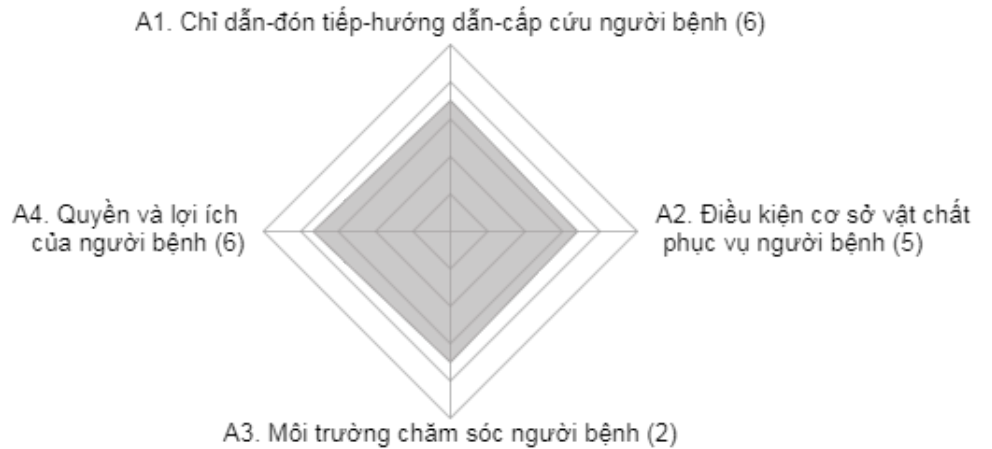 A1. Chỉ dẫn-đón tiếp-hướng dẫn-cấp cứu người bệnh (6)
A4. Quyền và lợi ích
của người bệnh (6)
A2. Điều kiện cơ sở vật chất
phục vụ người bệnh (5)
A3. Môi trường chăm sóc người bệnh (2)